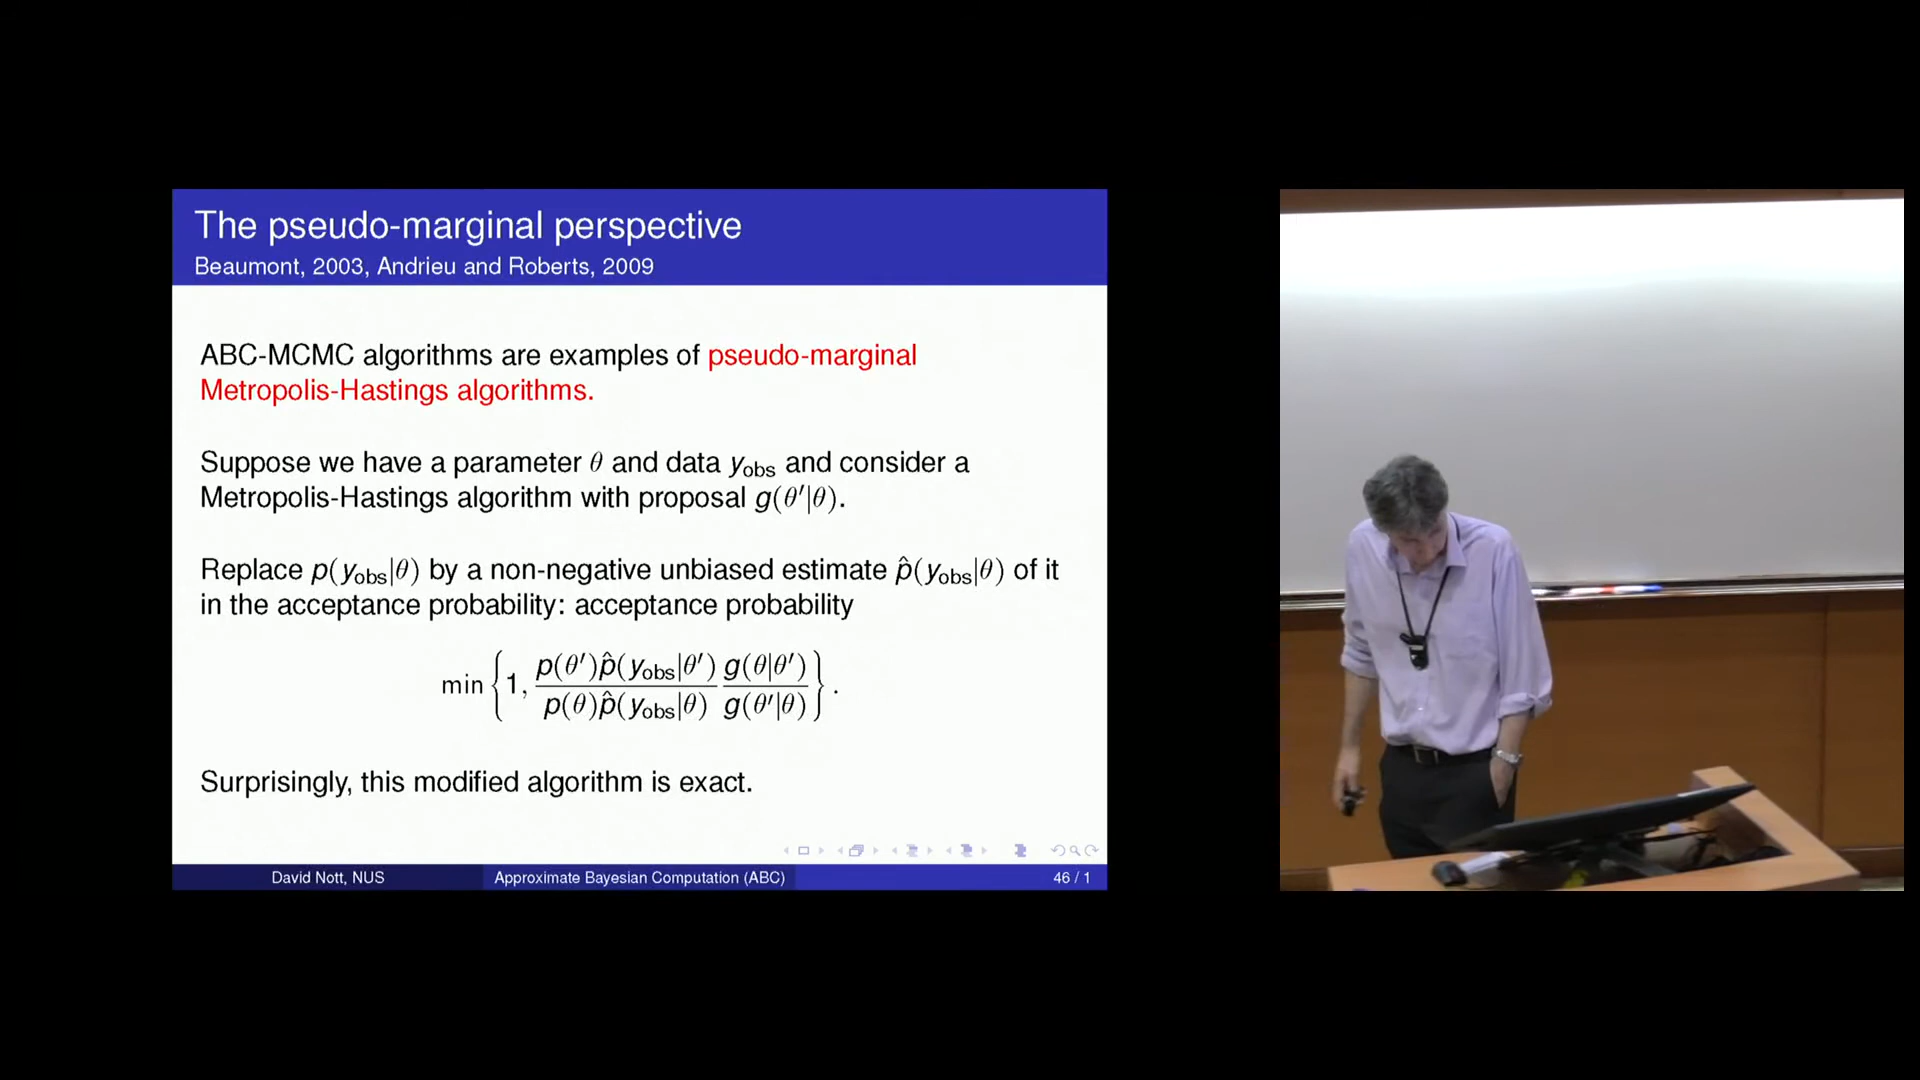 The pseudo-marginal perspective
Beaumont, 2003, Andrieu and Roberts, 2009
ABC-MCMC algorithms are examples of pseudo-marginal
Metropolis-Hastings algorithms.
Suppose we have a parameter θ and data y_obs and consider a
Metropolis-Hastings algorithm with proposal g(θ′|θ).
Replace p(y_obs|θ) by a non-negative unbiased estimate p̂(y_obs|θ) of it
in the acceptance probability: acceptance probability
min {1, p(θ′)p̂(y_obs|θ′) / p(θ)p̂(y_obs|θ) g(θ|θ′) / g(θ′|θ)} .
Surprisingly, this modified algorithm is exact.
David Nott, NUS Approximate Bayesian Computation (ABC) 46 / 1